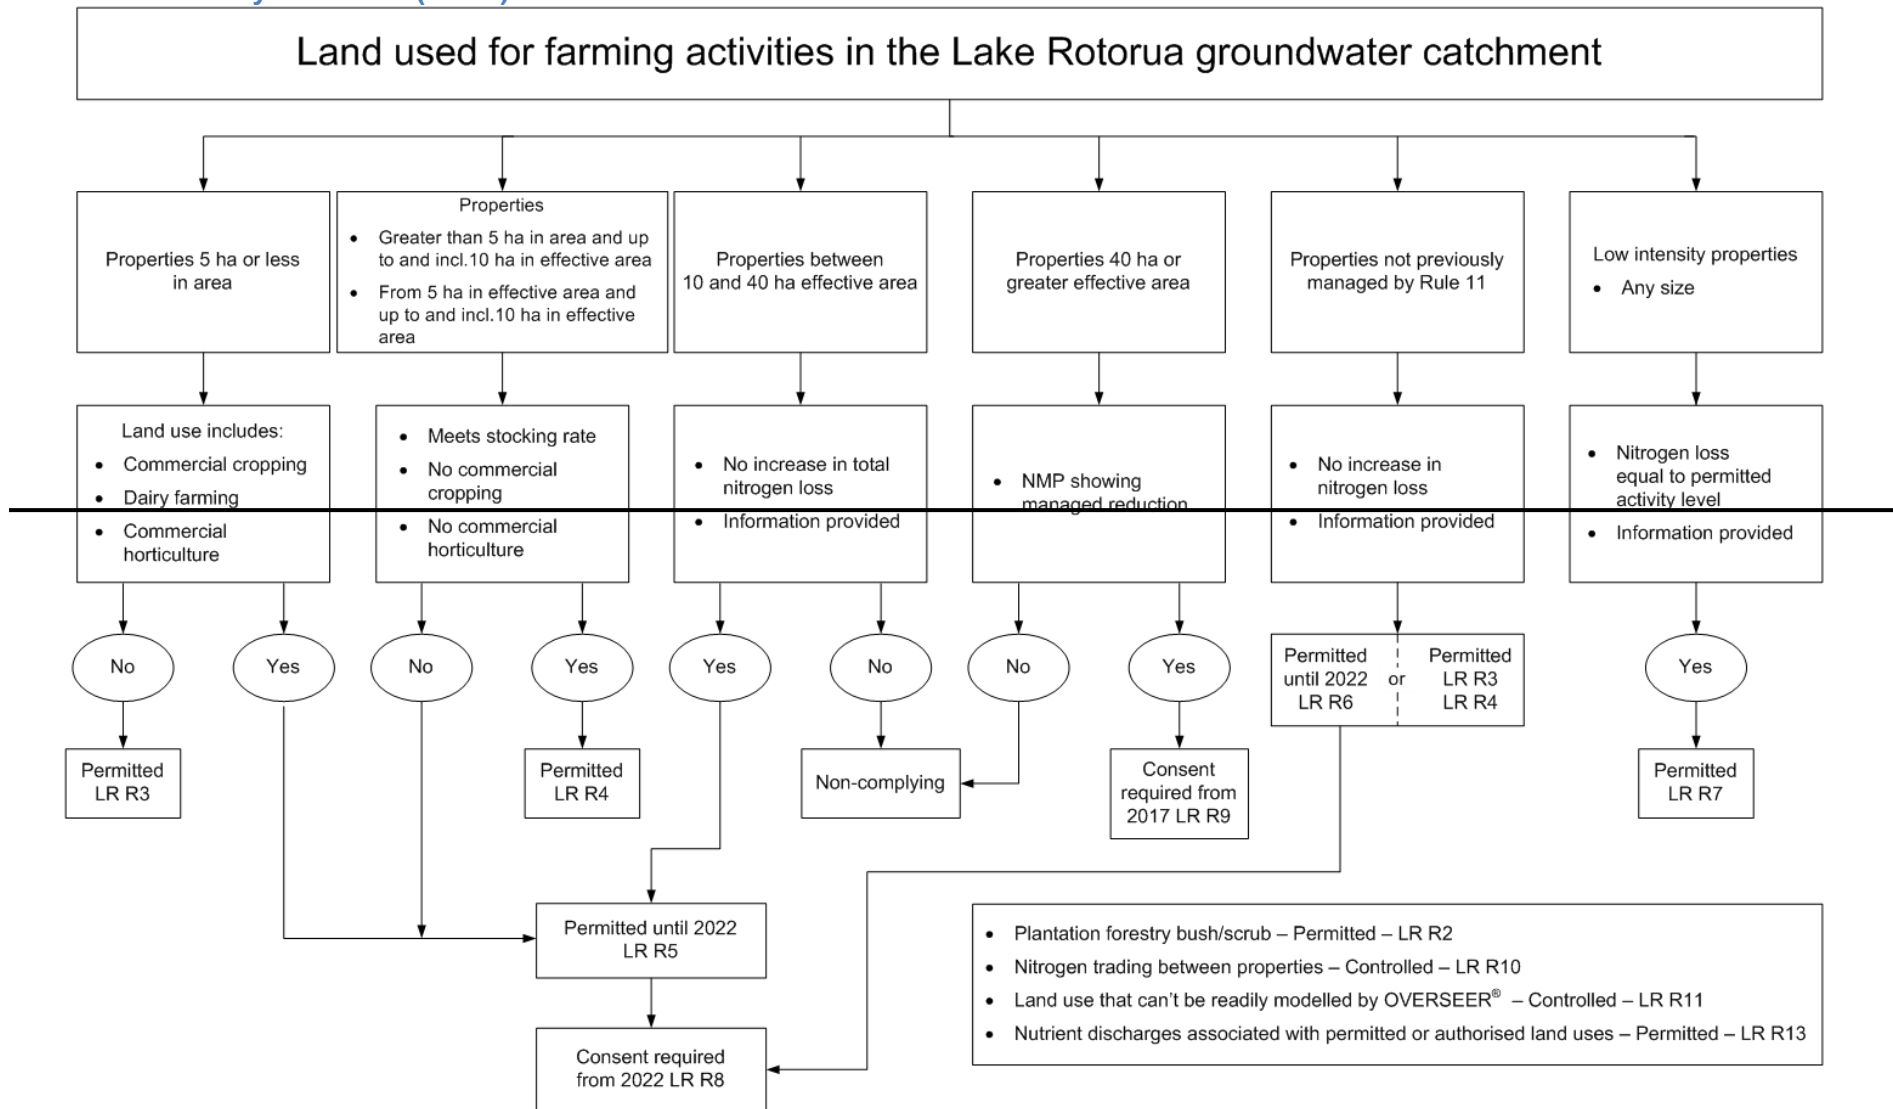 Land used for farming activities in the Lake Rotorua groundwater catchment
Properties 5 ha or less
in area
Properties
• Greater than 5 ha in area and up
to and incl.10 ha in effective area
• From 5 ha in effective area and
up to and incl.10 ha in effective
area
Properties between
10 and 40 ha effective area
Properties 40 ha or
greater effective area
Properties not previously
managed by Rule 11
Low intensity properties
• Any size
Land use includes:
• Commercial cropping
• Dairy farming
• Commercial
horticulture
• Meets stocking rate
• No commercial
cropping
• No commercial
horticulture
• No increase in total
nitrogen loss
• Information provided
• NMP showing
managed reduction
• No increase in
nitrogen loss
• Information provided
• Nitrogen loss
equal to permitted
activity level
• Information provided
No
Yes
No
Yes
Yes
No
No
Yes
Permitted
until 2022
LR R6
or
Permitted
LR R3
LR R4
Yes
Permitted
LR R3
Permitted
LR R4
Non-complying
Consent
required from
2017 LR R9
Permitted
LR R7
Permitted until 2022
LR R5
Consent required
from 2022 LR R8
• Plantation forestry bush/scrub – Permitted – LR R2
• Nitrogen trading between properties – Controlled – LR R10
• Land use that can't be readily modelled by OVERSEER® – Controlled – LR R11
• Nutrient discharges associated with permitted or authorised land uses – Permitted – LR R13